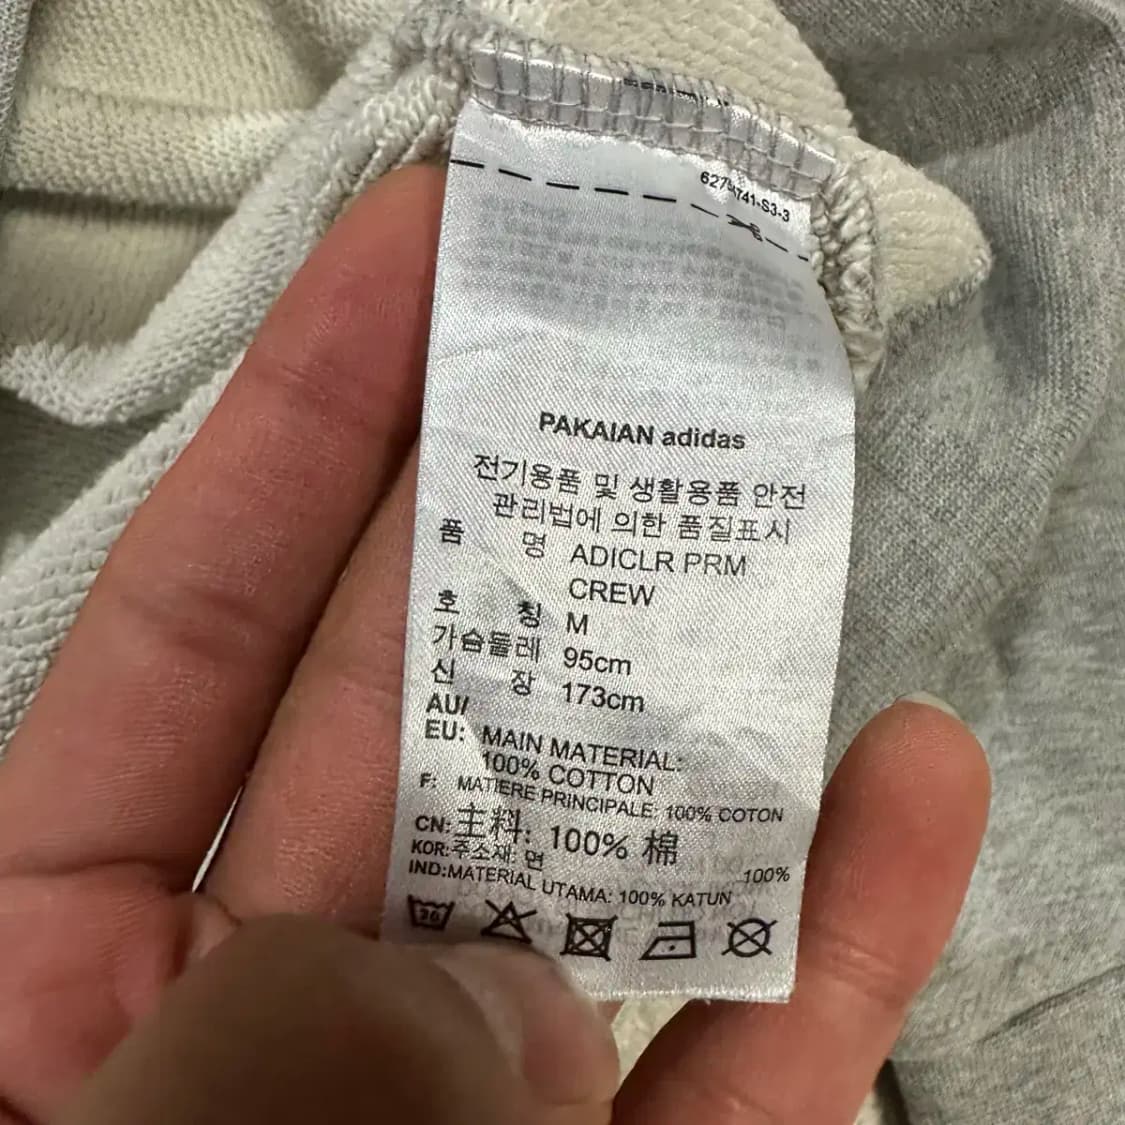 PAKAIAN adidas
전기용품 및 생활용품 안전
관리법에 의한 품질표시
품 명 ADICLR PRM
CREW
호 칭 M
가슴둘레 95cm
신 장 173cm
AU/
EU: MAIN MATERIAL:
100% COTTON
F: MATIERE PRINCIPALE: 100% COTON
CN: 主料: 100% 棉
KOR:주소재: 면 100%
IND:MATERIAL UTAMA: 100% KATUN
30